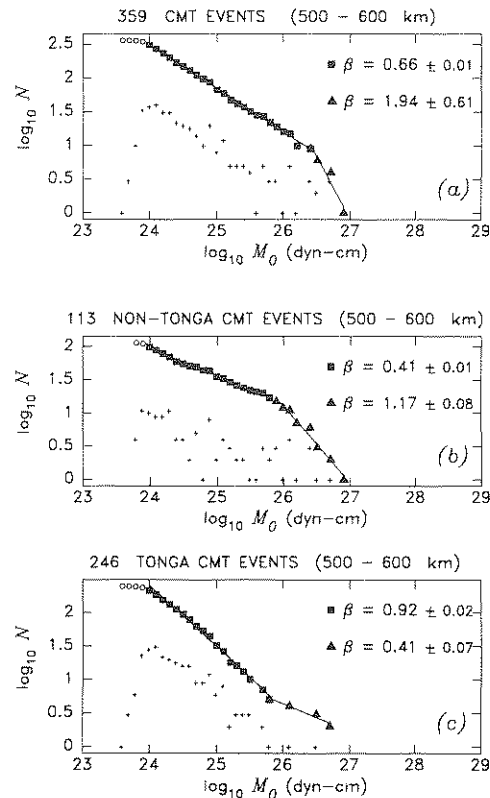 359 CMT EVENTS (500 - 600 km)
2.5
2
1.5
1
0.5
0
log₁₀ N
β = 0.66 ± 0.01
β = 1.94 ± 0.61
(a)
23 24 25 26 27 28 29
log₁₀ M₀ (dyn-cm)
113 NON-TONGA CMT EVENTS (500 - 600 km)
2
1.5
1
0.5
0
log₁₀ N
β = 0.41 ± 0.01
β = 1.17 ± 0.08
(b)
23 24 25 26 27 28 29
log₁₀ M₀ (dyn-cm)
246 TONGA CMT EVENTS (500 - 600 km)
2
1.5
1
0.5
0
log₁₀ N
β = 0.92 ± 0.02
β = 0.41 ± 0.07
(c)
23 24 25 26 27 28 29
log₁₀ M₀ (dyn-cm)